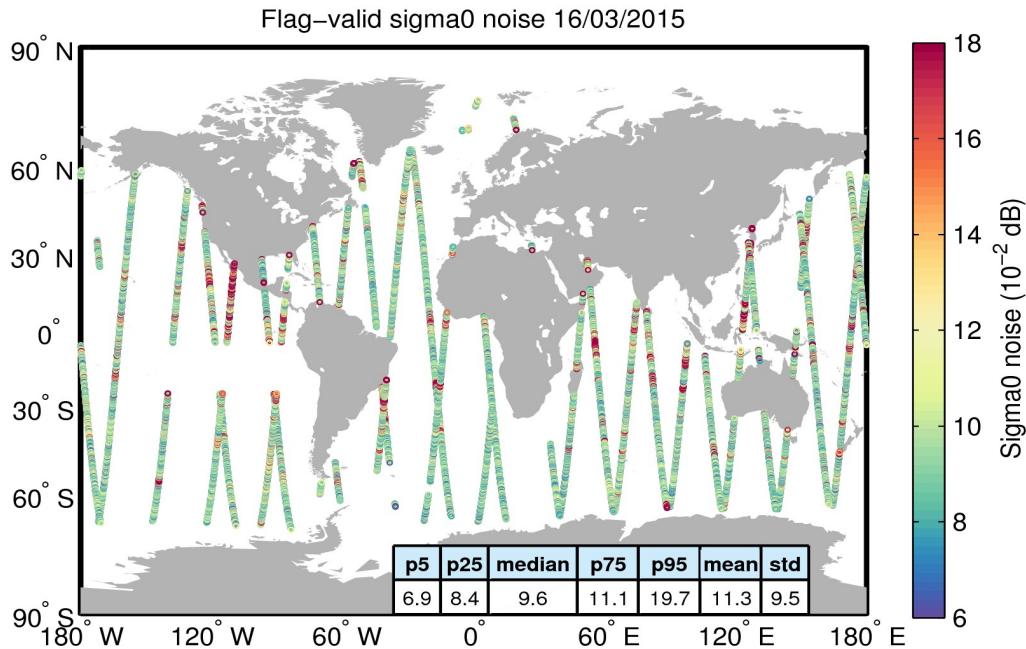 Flag−valid sigma0 noise 16/03/2015
90° N
60° N
30° N
0°
30° S
60° S
90° S
180° W
120° W
60° W
0°
60° E
120° E
180° E
p5 p25 median p75 p95 mean std
6.9 8.4 9.6 11.1 19.7 11.3 9.5
18
16
14
12
10
8
6
Sigma0 noise (10⁻² dB)